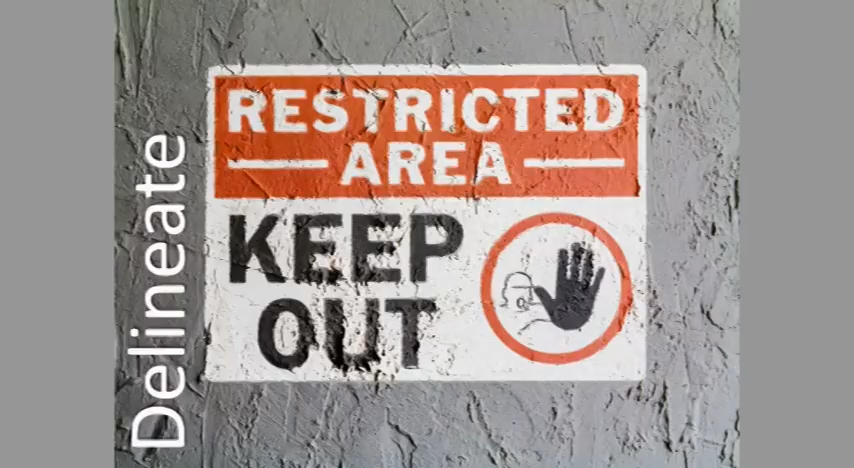 Delineate
RESTRICTED
AREA
KEEP
OUT